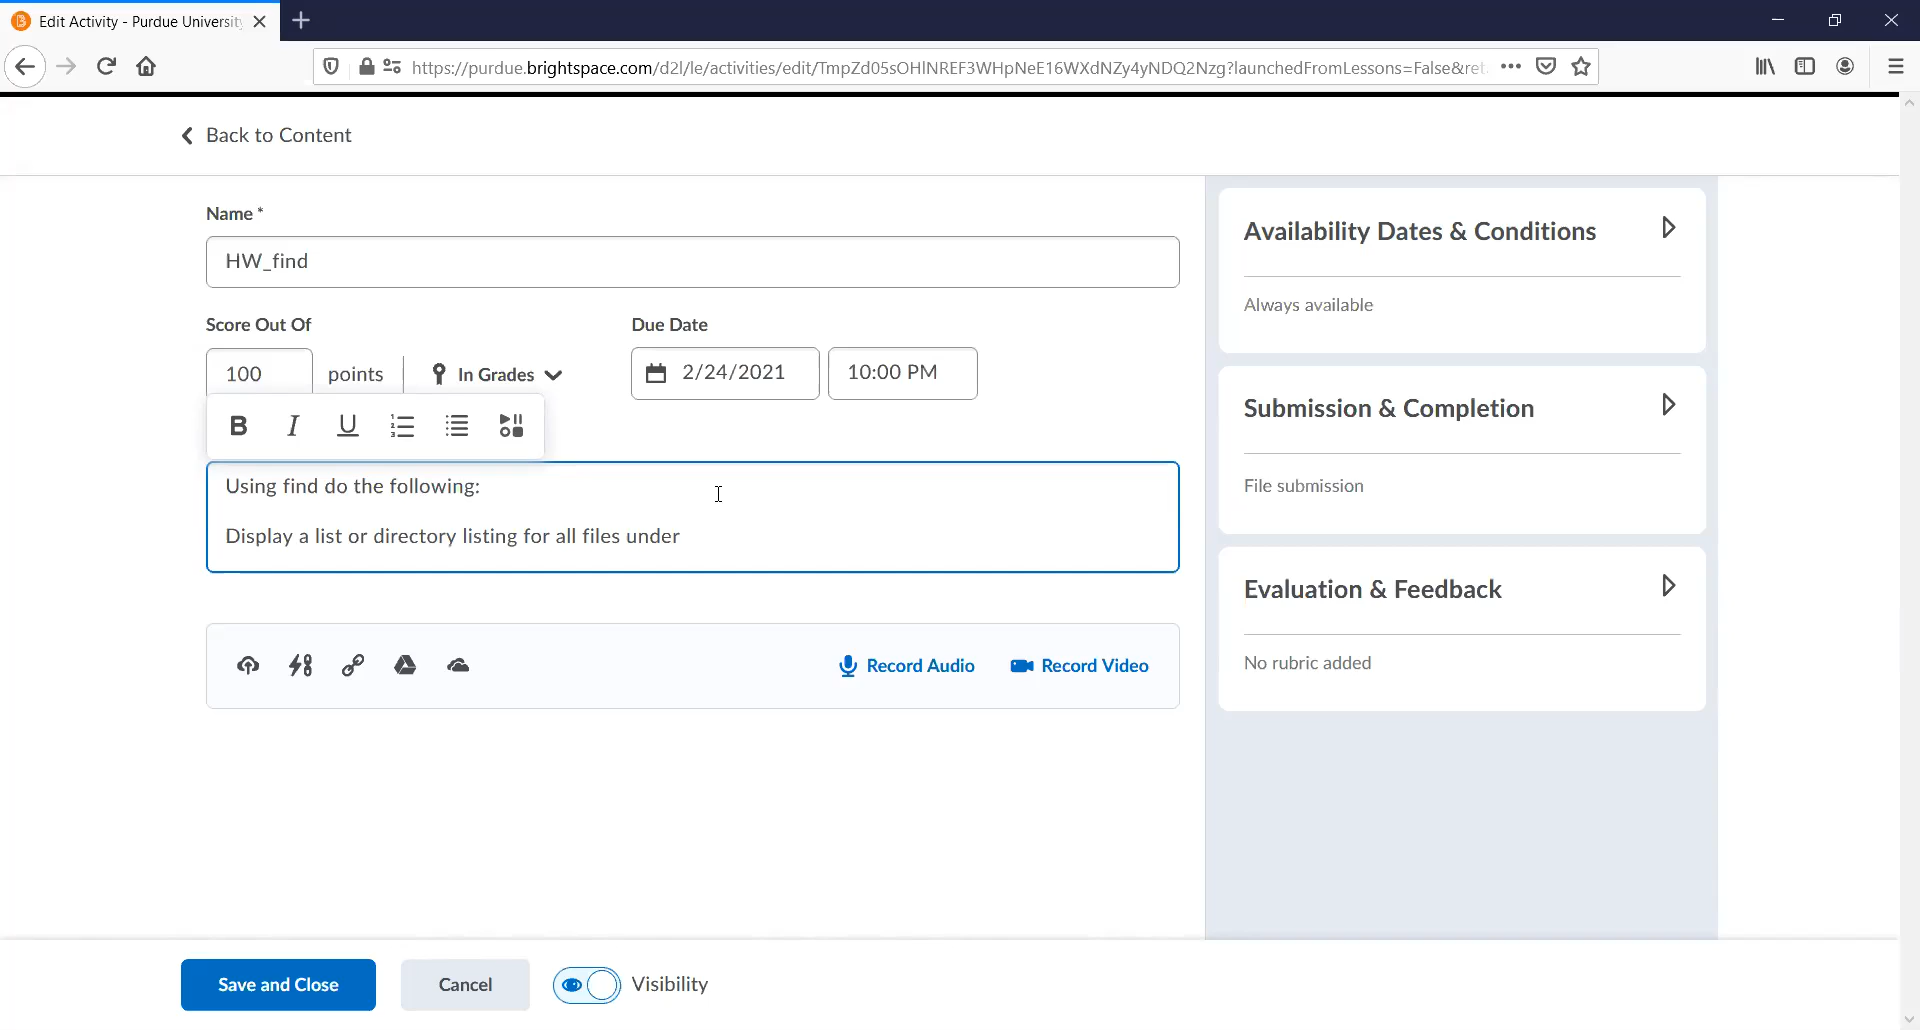 Edit Activity - Purdue University
https://purdue.brightspace.com/d2l/le/activities/edit/TmpZd05sOHlNREF3WHpNeE16WXdNZy4yNDQ2Nzg?launchedFromLessons=False&ret
Back to Content
Name *
HW_find
Score Out Of
Due Date
100
points
In Grades
2/24/2021
10:00 PM
B I U
Using find do the following:
Display a list or directory listing for all files under
Record Audio
Record Video
Availability Dates & Conditions
Always available
Submission & Completion
File submission
Evaluation & Feedback
No rubric added
Save and Close
Cancel
Visibility